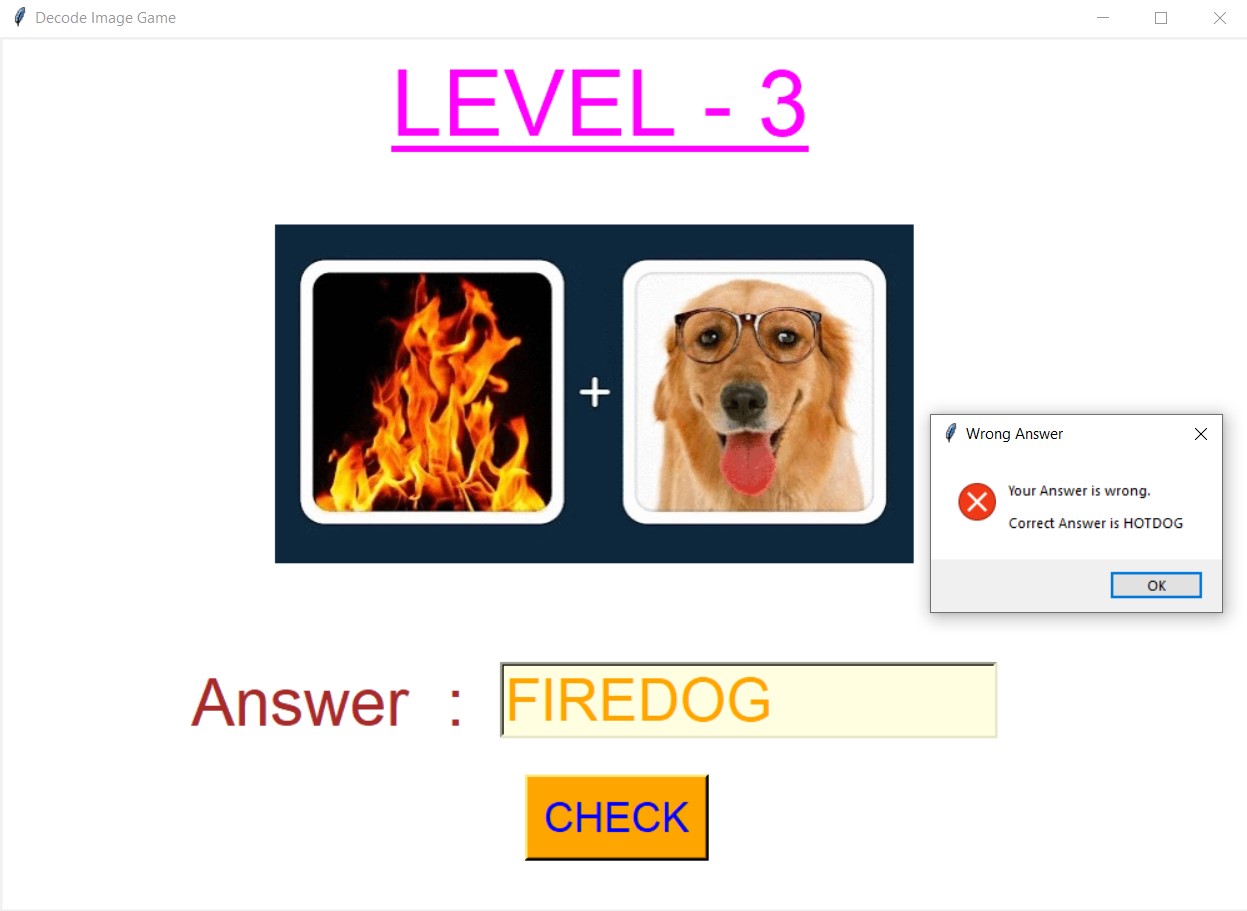 Decode Image Game
LEVEL - 3
+
Wrong Answer
Your Answer is wrong.
Correct Answer is HOTDOG
OK
Answer :
FIREDOG
CHECK